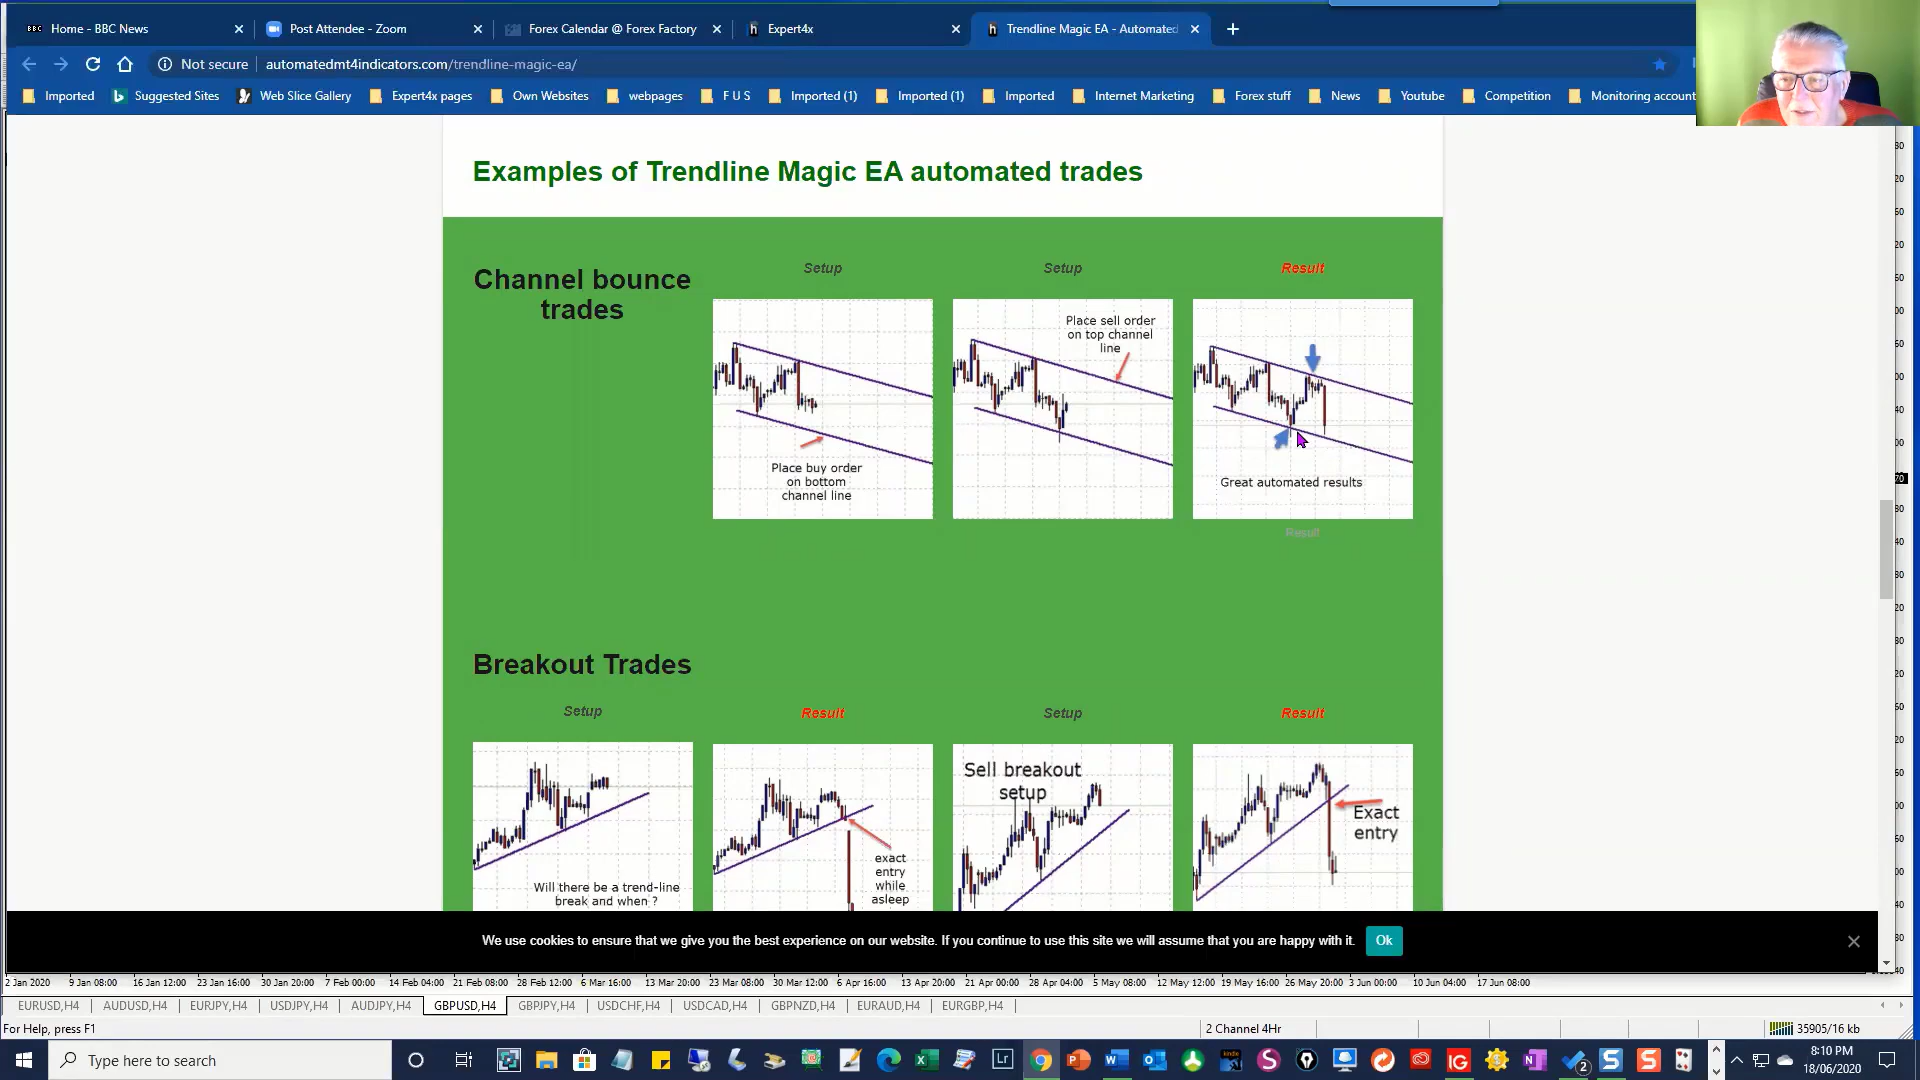 BBC Home - BBC News
Post Attendee - Zoom
Forex Calendar @ Forex Factory
h Expert4x
h Trendline Magic EA - Automated
Not secure
automatedmt4indicators.com/trendline-magic-ea/
Imported
Suggested Sites
Web Slice Gallery
Expert4x pages
Own Websites
webpages
F U S
Imported (1)
Imported (1)
Imported
Internet Marketing
Forex stuff
News
Youtube
Competition
Monitoring account
Examples of Trendline Magic EA automated trades
Channel bounce
trades
Setup
Setup
Result
Place buy order
on bottom
channel line
Place sell order
on top channel
line
Great automated results
Result
Breakout Trades
Setup
Result
Setup
Result
Will there be a trend-line
break and when ?
exact
entry
while
asleep
Sell breakout
setup
Exact
entry
We use cookies to ensure that we give you the best experience on our website. If you continue to use this site we will assume that you are happy with it.
Ok
2 Jan 2020
9 Jan 08:00
16 Jan 12:00
23 Jan 16:00
30 Jan 20:00
7 Feb 00:00
14 Feb 04:00
21 Feb 08:00
28 Feb 12:00
6 Mar 16:00
13 Mar 20:00
23 Mar 08:00
30 Mar 12:00
6 Apr 16:00
13 Apr 20:00
21 Apr 00:00
28 Apr 04:00
5 May 08:00
12 May 12:00
19 May 16:00
26 May 20:00
3 Jun 00:00
10 Jun 04:00
17 Jun 08:00
EURUSD,H4
AUDUSD,H4
EURJPY,H4
USDJPY,H4
AUDJPY,H4
GBPUSD,H4
GBPJPY,H4
USDCHF,H4
USDCAD,H4
GBPNZD,H4
EURAUD,H4
EURGBP,H4
For Help, press F1
2 Channel 4Hr
35905/16 kb
Type here to search
8:10 PM
18/06/2020